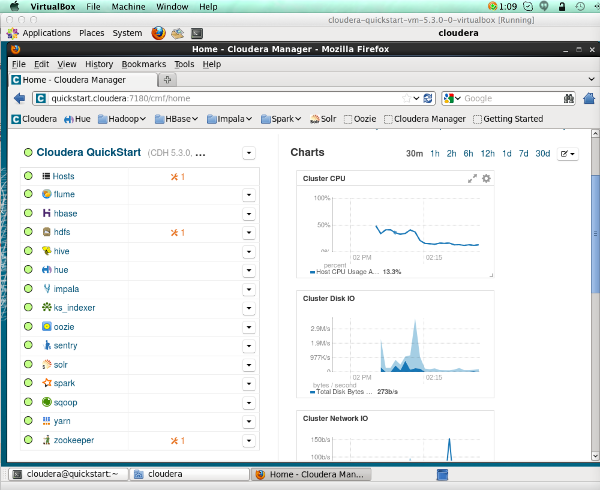 VirtualBox File Machine Window Help 1:09
cloudera-quickstart-vm-5.3.0-0-virtualbox [Running]
Applications Places System cloudera
Home - Cloudera Manager - Mozilla Firefox
File Edit View History Bookmarks Tools Help
Home - Cloudera Manager
quickstart.cloudera:7180/cmf/home Google
Cloudera Hue Hadoop HBase Impala Spark Solr Oozie Cloudera Manager Getting Started
Cloudera QuickStart (CDH 5.3.0, ...
Hosts 1
flume
hbase
hdfs 1
hive
hue
impala
ks_indexer
oozie
sentry
solr
spark
sqoop
yarn
zookeeper 1
Charts 30m 1h 2h 6h 12h 1d 7d 30d
Cluster CPU
100%
50%
0%
02 PM 02:15
percent
Host CPU Usage A... 13.3%
Cluster Disk IO
2.9M/s
1.9M/s
977K/s
0
02 PM 02:15
bytes / second
Total Disk Bytes ... 273b/s
Cluster Network IO
150b/s
100b/s
cloudera@quickstart:~ cloudera Home - Cloudera Man...